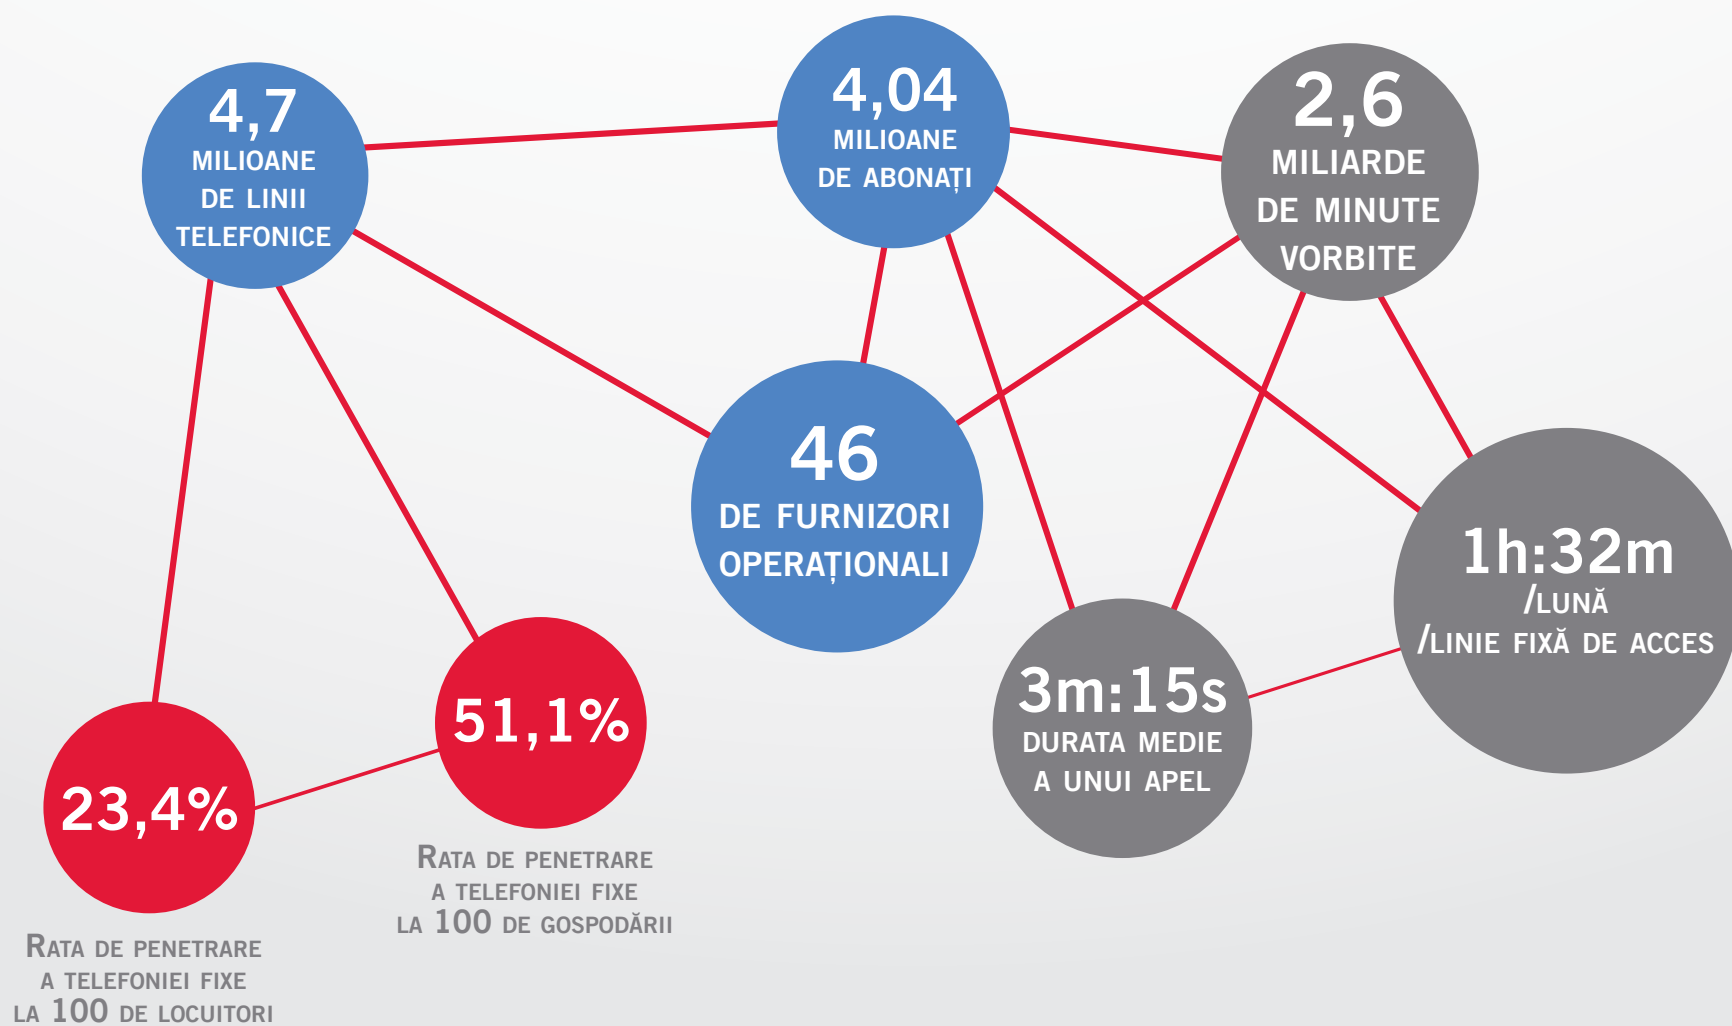 4,7
MILIOANE
DE LINII
TELEFONICE
4,04
MILIOANE
DE ABONAȚI
2,6
MILIARDE
DE MINUTE
VORBITE
46
DE FURNIZORI
OPERAȚIONALI
1h:32m
/LUNĂ
/LINIE FIXĂ DE ACCES
3m:15s
DURATA MEDIE
A UNUI APEL
51,1%
RATA DE PENETRARE
A TELEFONIEI FIXE
LA 100 DE GOSPODĂRII
23,4%
RATA DE PENETRARE
A TELEFONIEI FIXE
LA 100 DE LOCUITORI